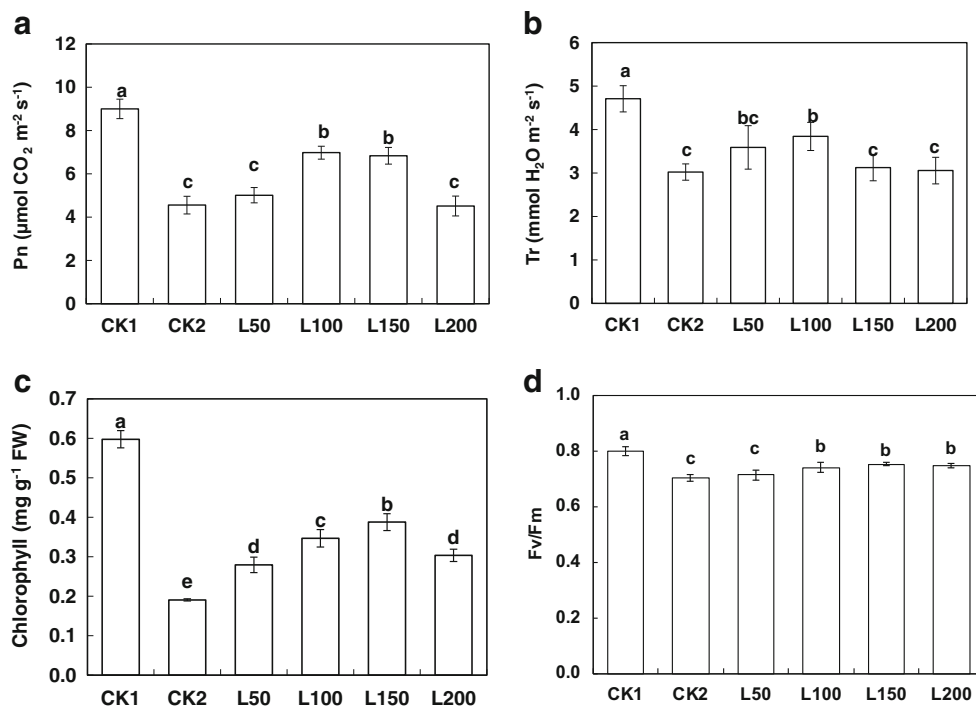 a
12
10
8
6
4
2
0
Pn (µmol CO₂ m⁻² s⁻¹)
a
c
c
b
b
c
CK1 CK2 L50 L100 L150 L200
b
6
5
4
3
2
1
0
Tr (mmol H₂O m⁻² s⁻¹)
a
c
bc
b
c
c
CK1 CK2 L50 L100 L150 L200
c
0.7
0.6
0.5
0.4
0.3
0.2
0.1
0.0
Chlorophyll (mg g⁻¹ FW)
a
e
d
c
b
d
CK1 CK2 L50 L100 L150 L200
d
1.0
0.8
0.6
0.4
0.2
0.0
Fv/Fm
a
c
c
b
b
b
CK1 CK2 L50 L100 L150 L200